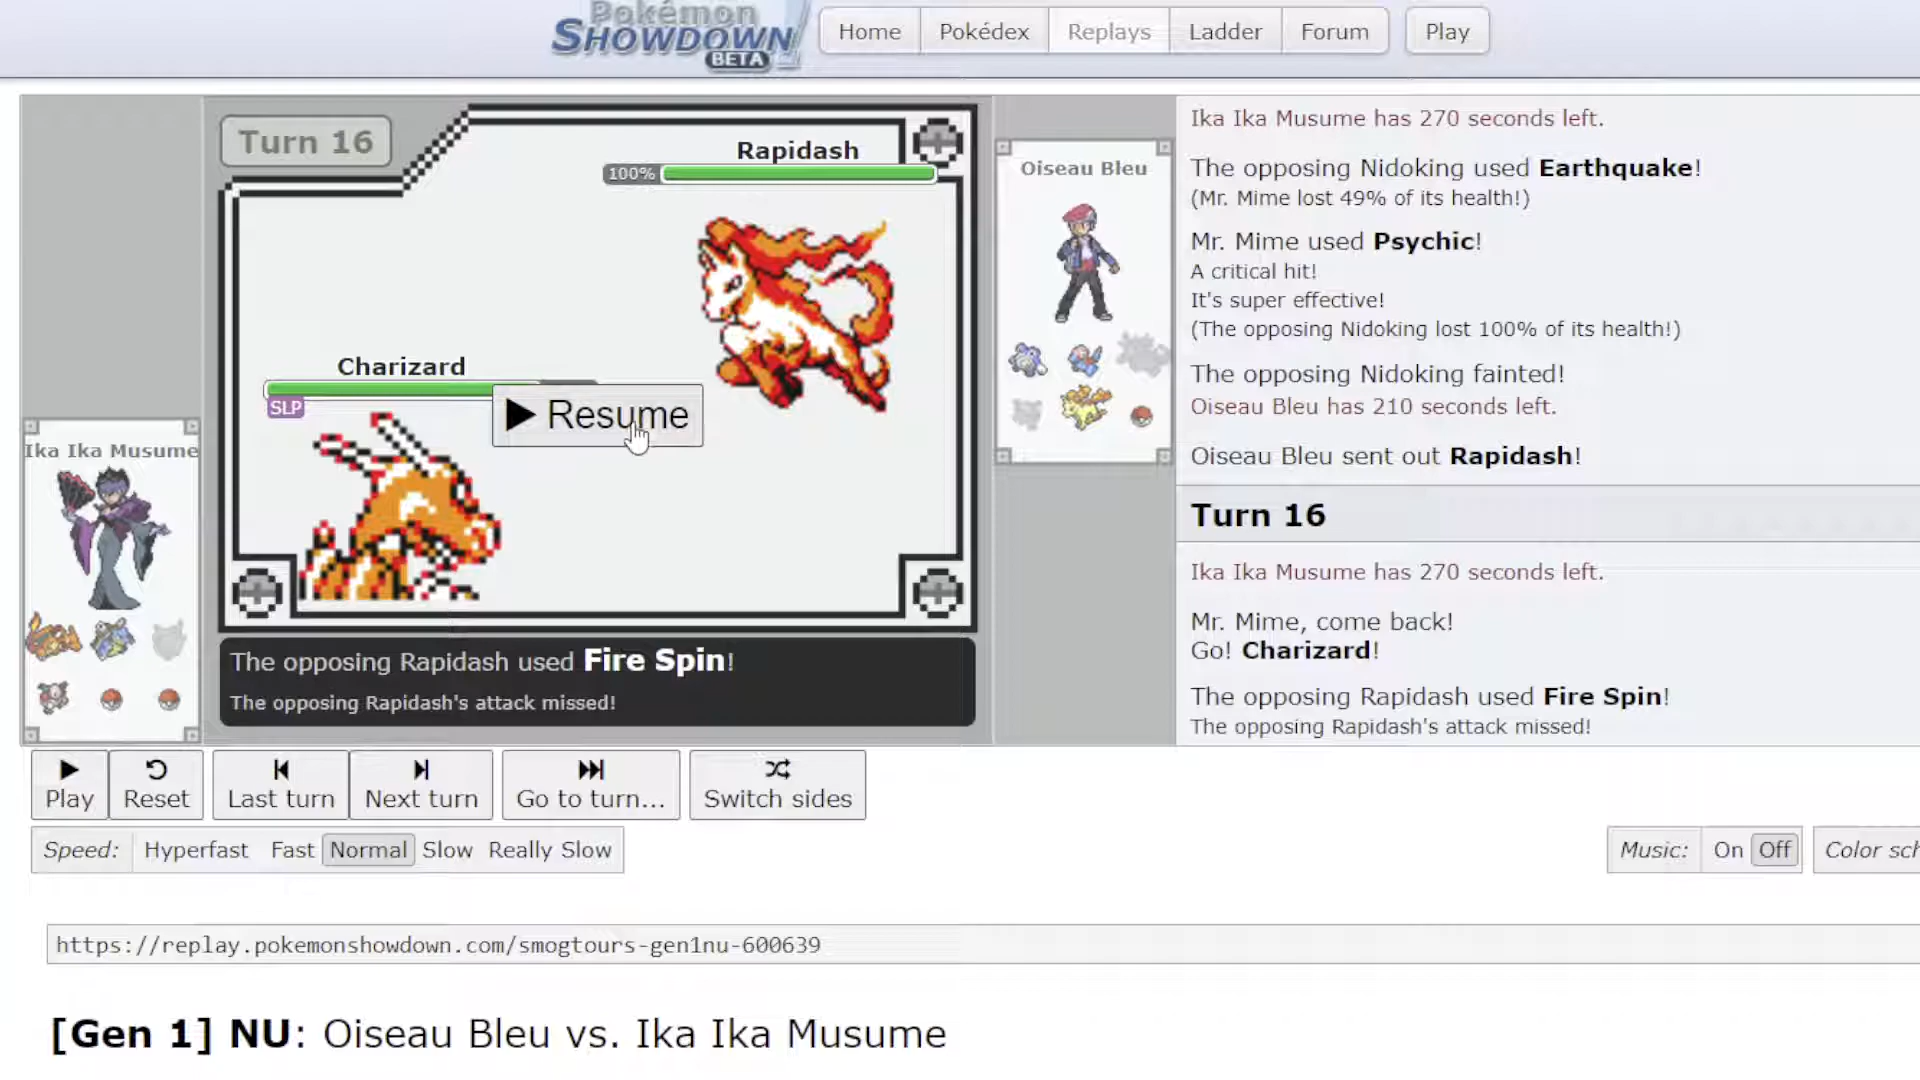 Pokémon
SHOWDOWN
BETA
Home
Pokédex
Replays
Ladder
Forum
Play
Turn 16
Rapidash
100%
Charizard
SLP
Resume
The opposing Rapidash used Fire Spin!
The opposing Rapidash's attack missed!
Ika Ika Musume
Oiseau Bleu
Ika Ika Musume has 270 seconds left.
The opposing Nidoking used Earthquake!
(Mr. Mime lost 49% of its health!)
Mr. Mime used Psychic!
A critical hit!
It's super effective!
(The opposing Nidoking lost 100% of its health!)
The opposing Nidoking fainted!
Oiseau Bleu has 210 seconds left.
Oiseau Bleu sent out Rapidash!
Turn 16
Ika Ika Musume has 270 seconds left.
Mr. Mime, come back!
Go! Charizard!
The opposing Rapidash used Fire Spin!
The opposing Rapidash's attack missed!
Play
Reset
Last turn
Next turn
Go to turn...
Switch sides
Speed: Hyperfast Fast Normal Slow Really Slow
Music: On Off
Color sch
https://replay.pokemonshowdown.com/smogtours-gen1nu-600639
[Gen 1] NU: Oiseau Bleu vs. Ika Ika Musume